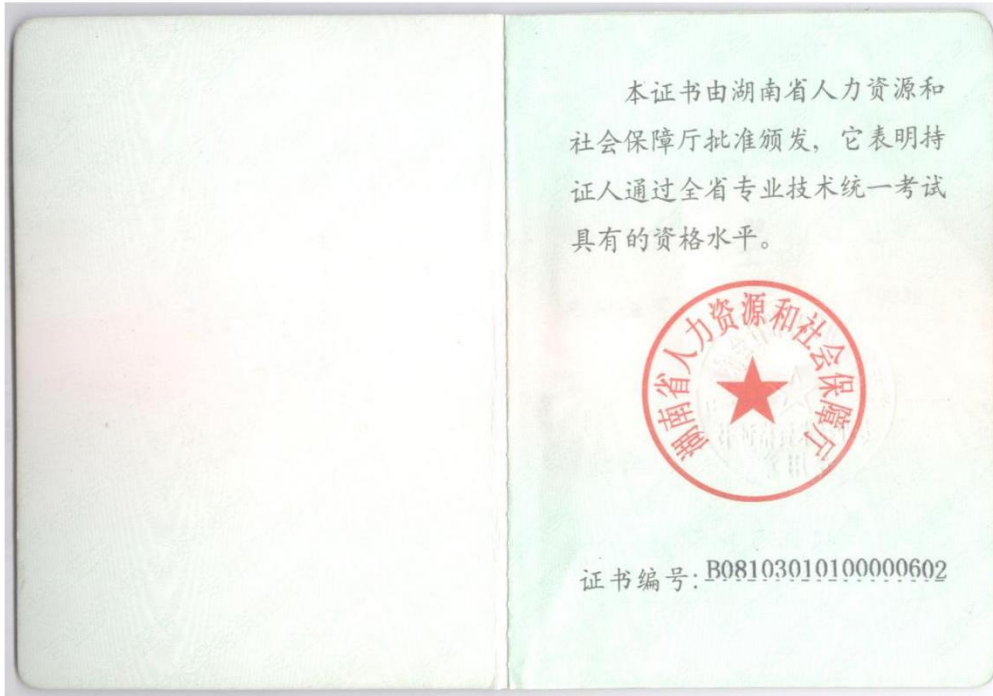 本证书由湖南省人力资源和
社会保障厅批准颁发，它表明持
证人通过全省专业技术统一考试
具有的资格水平。
湖南省人力资源和社会保障厅
证书编号：B08103010100000602